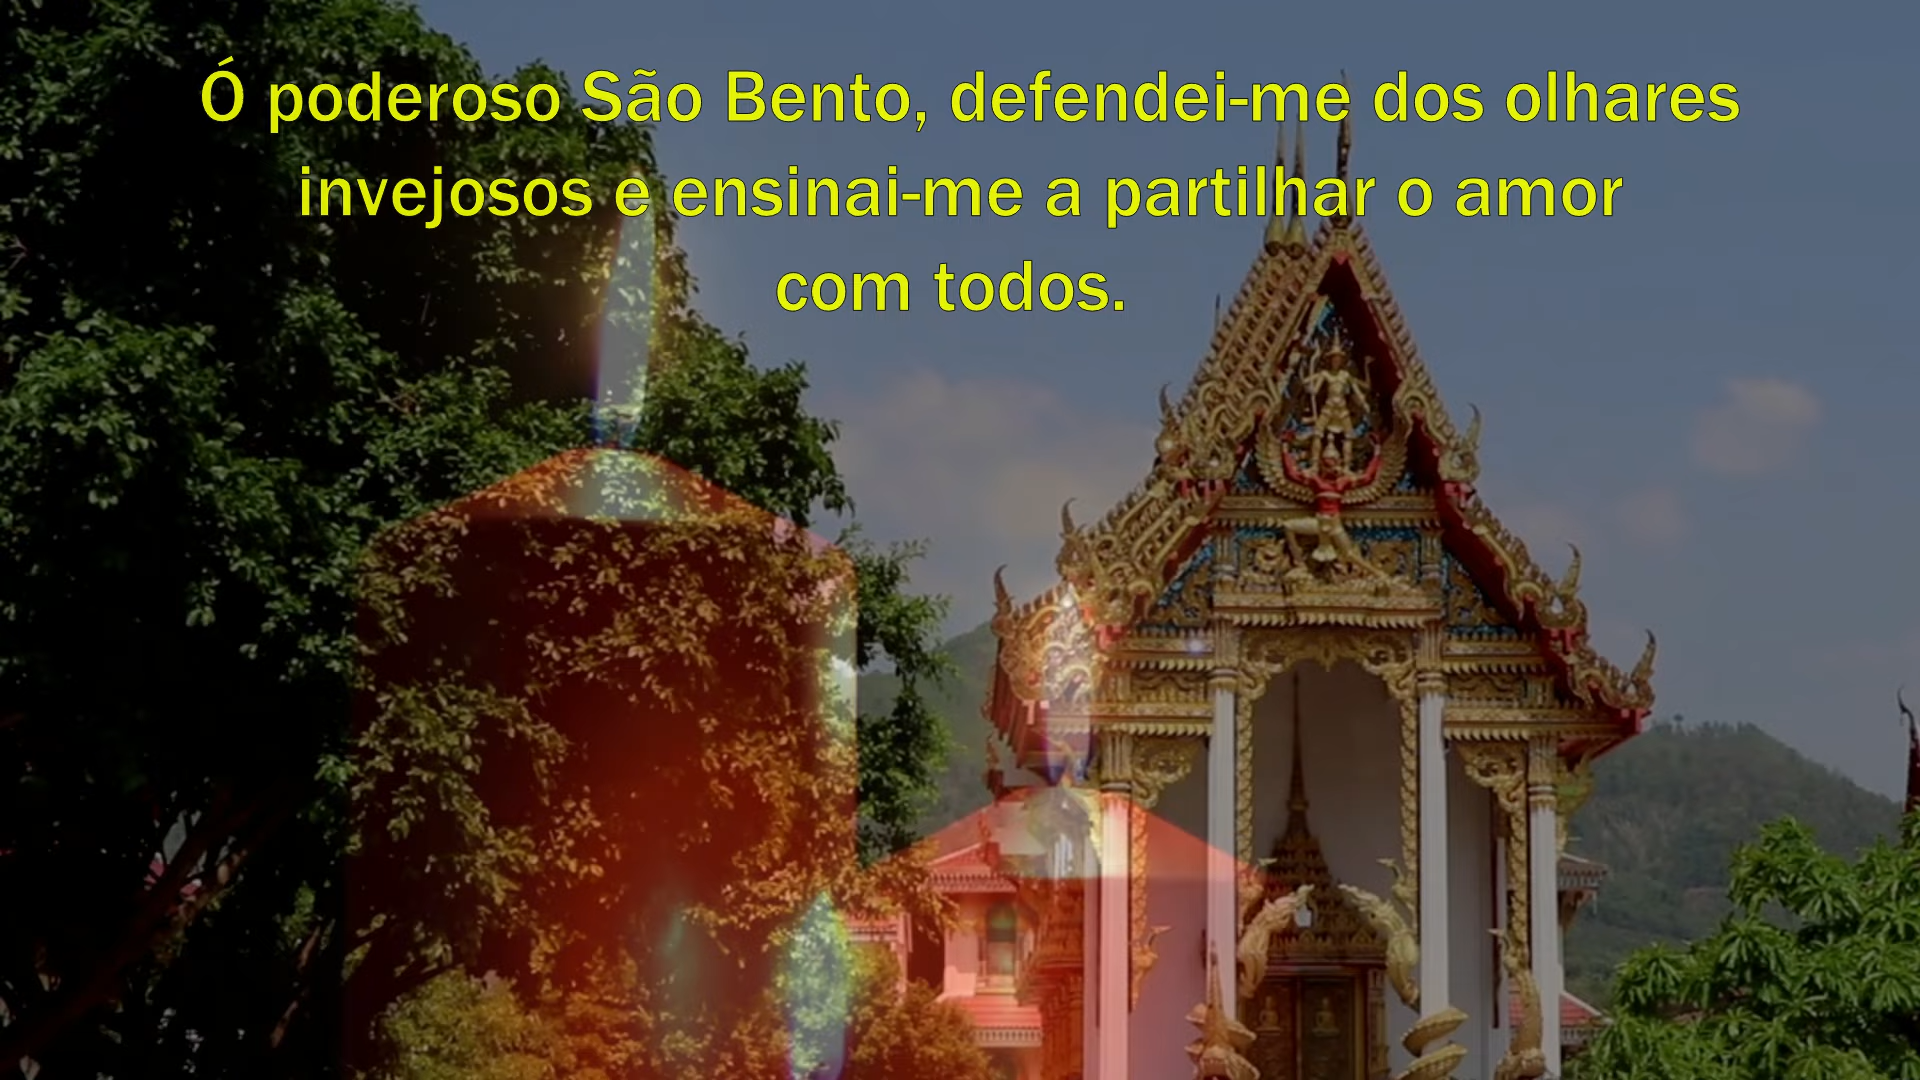 Ó poderoso São Bento, defendei-me dos olhares
invejosos e ensinai-me a partilhar o amor
com todos.